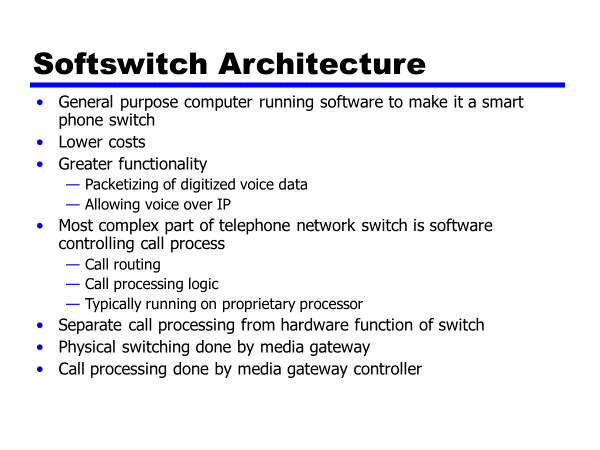 Softswitch Architecture
• General purpose computer running software to make it a smart
phone switch
• Lower costs
• Greater functionality
— Packetizing of digitized voice data
— Allowing voice over IP
• Most complex part of telephone network switch is software
controlling call process
— Call routing
— Call processing logic
— Typically running on proprietary processor
• Separate call processing from hardware function of switch
• Physical switching done by media gateway
• Call processing done by media gateway controller